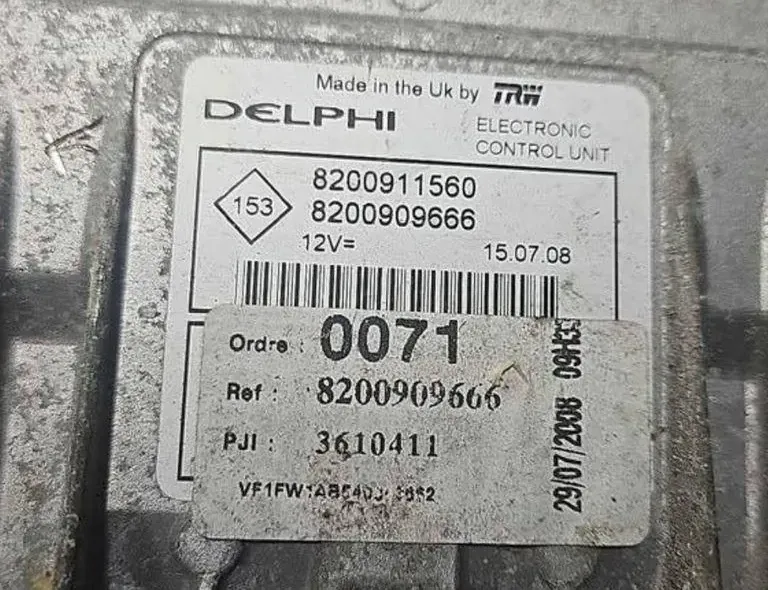 Made in the Uk by TRW
DELPHI
ELECTRONIC
CONTROL UNIT
153
8200911560
8200909666
12V=
15.07.08
Ordre : 0071
Ref : 8200909666
PJI : 3610411
29/07/2008